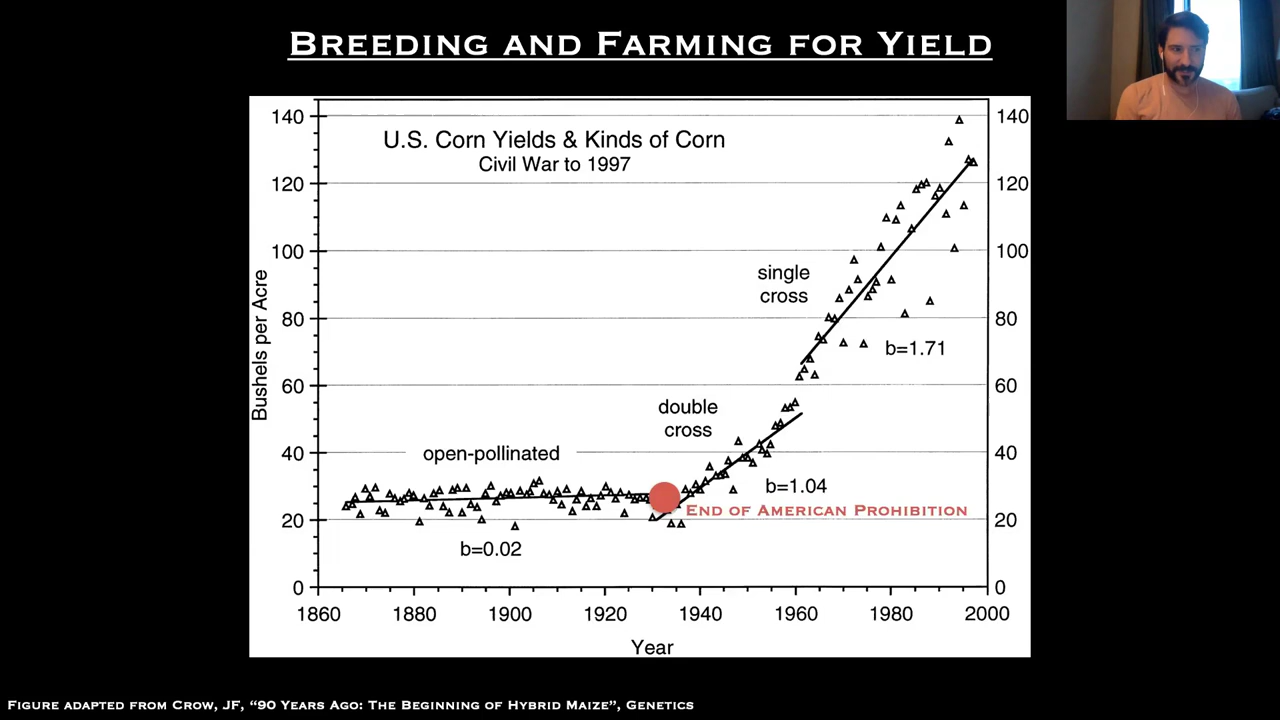 BREEDING AND FARMING FOR YIELD
U.S. Corn Yields & Kinds of Corn
Civil War to 1997
140
120
100
80
60
40
20
0
140
120
100
80
60
40
20
0
Bushels per Acre
single
cross
b=1.71
double
cross
b=1.04
open-pollinated
b=0.02
END OF AMERICAN PROHIBITION
1860 1880 1900 1920 1940 1960 1980 2000
Year
FIGURE ADAPTED FROM CROW, JF, "90 YEARS AGO: THE BEGINNING OF HYBRID MAIZE", GENETICS